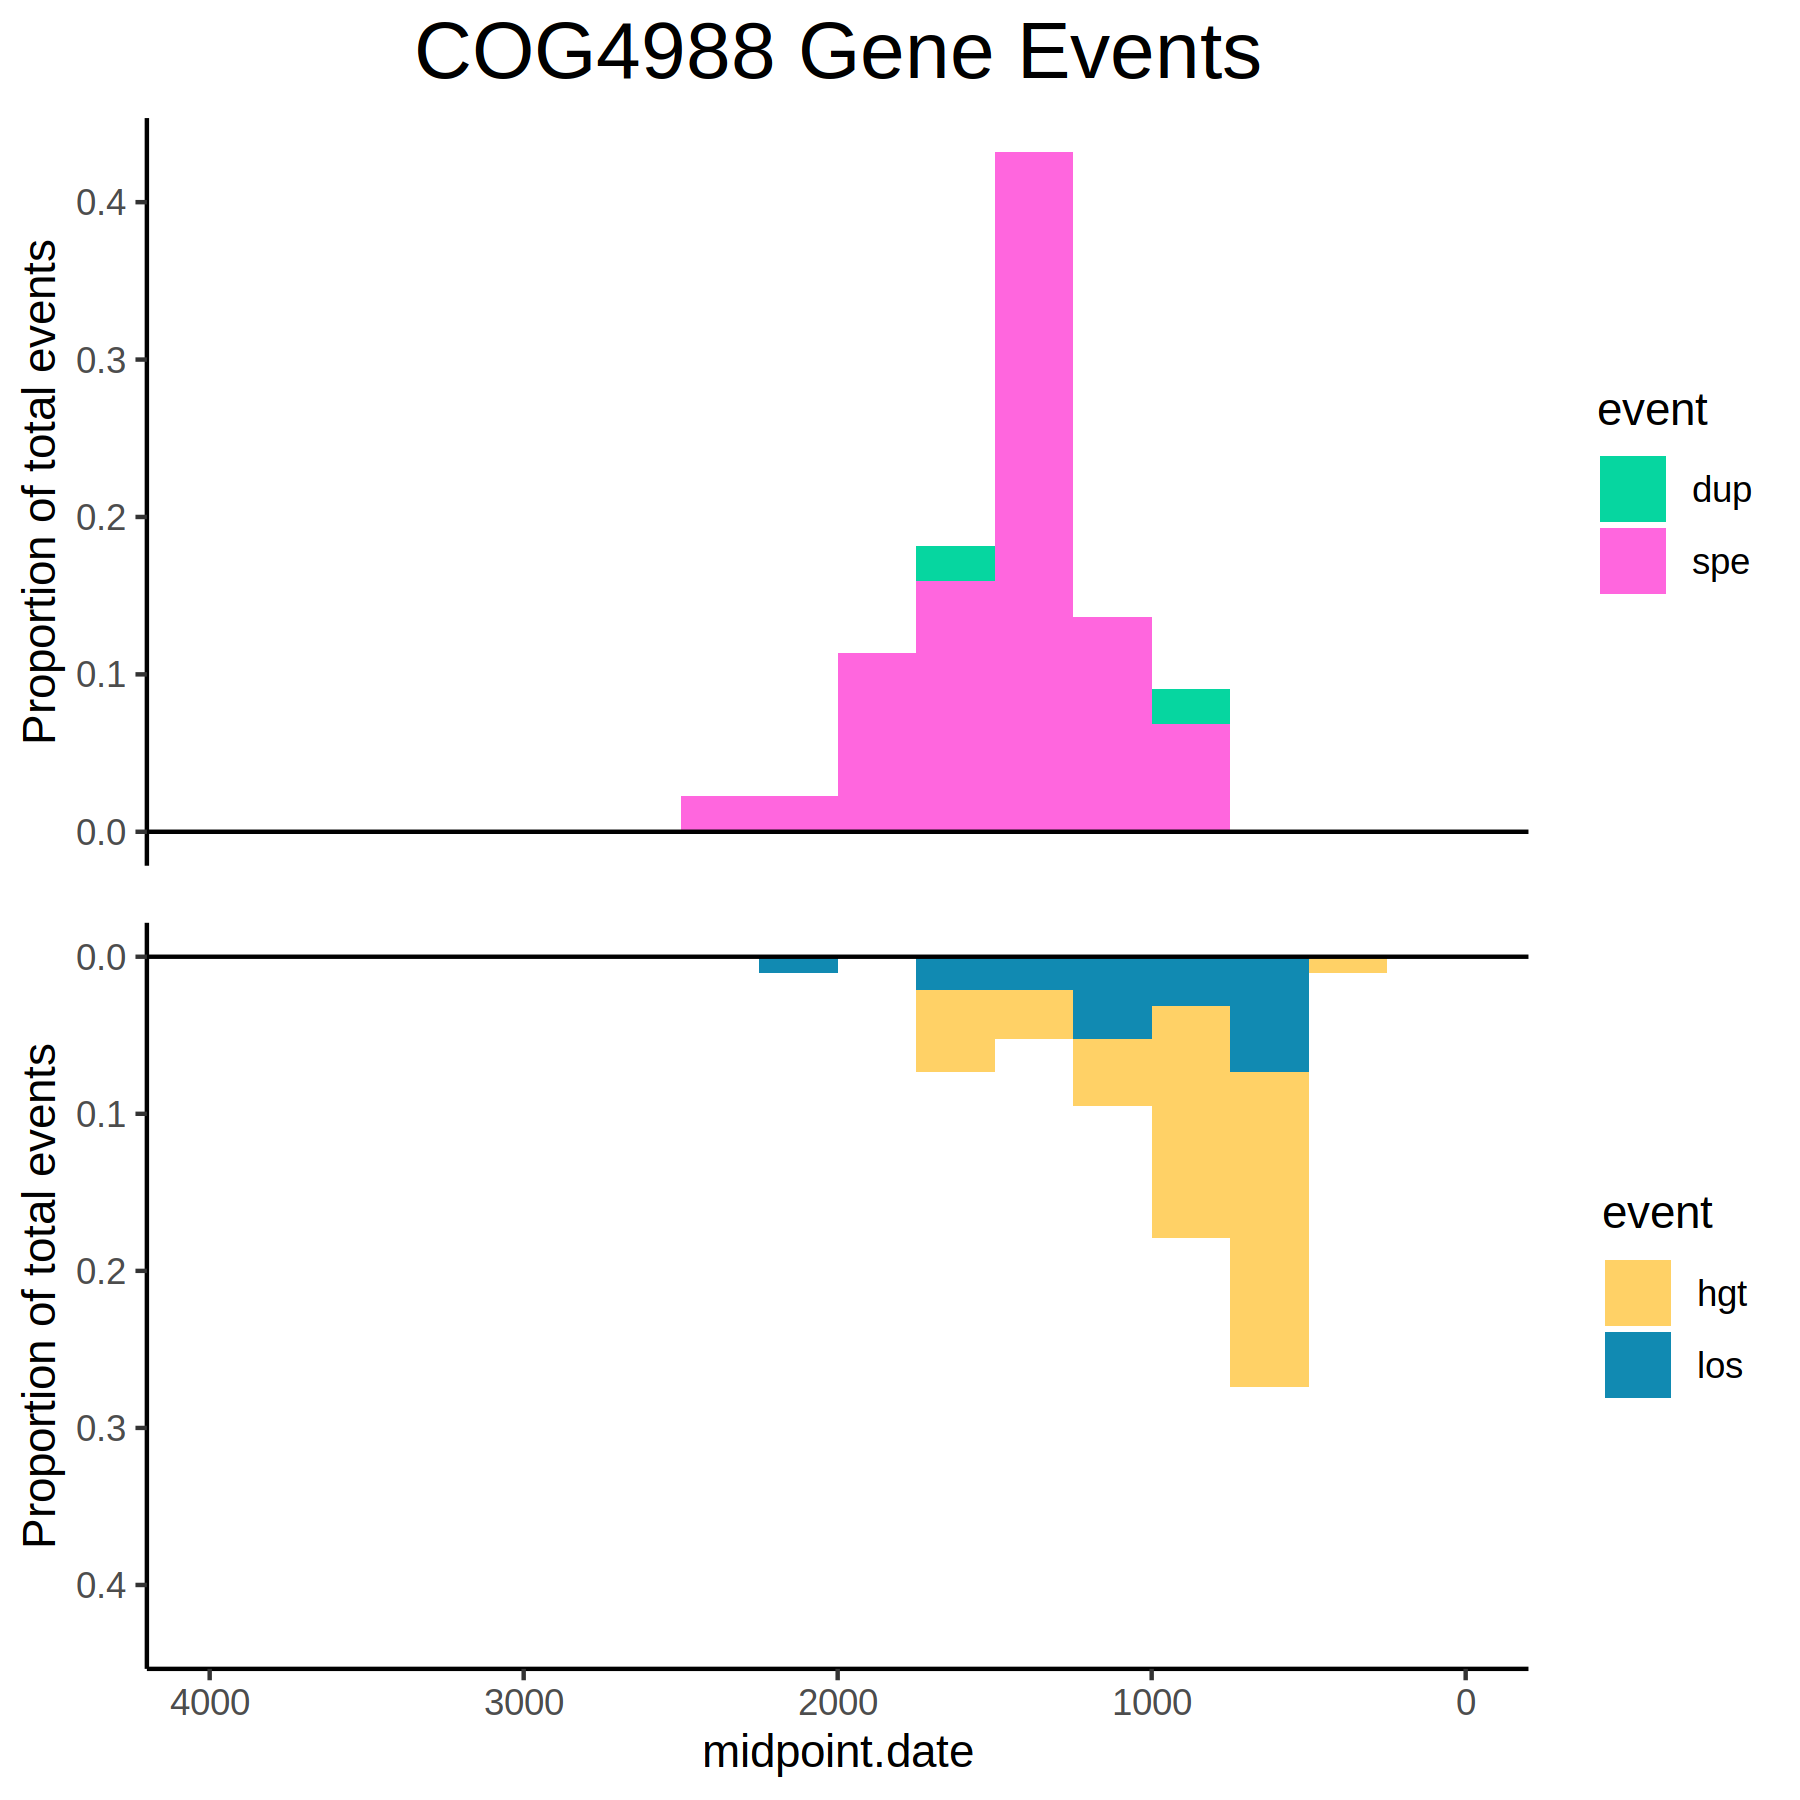 COG4988 Gene Events
Proportion of total events
0.4
0.3
0.2
0.1
0.0
event
dup
spe
Proportion of total events
0.0
0.1
0.2
0.3
0.4
event
hgt
los
4000 3000 2000 1000 0
midpoint.date